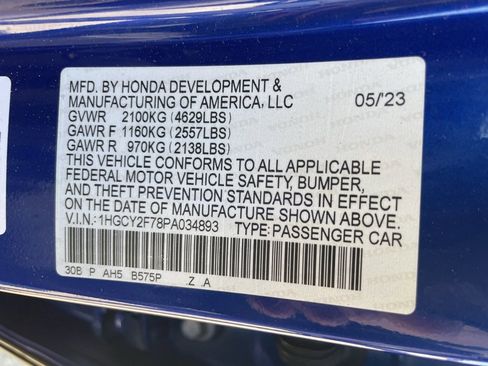 MFD. BY HONDA DEVELOPMENT &
MANUFACTURING OF AMERICA, LLC 05/23
GVWR 2100KG (4629LBS)
GAWR F 1160KG (2557LBS)
GAWR R 970KG (2138LBS)
THIS VEHICLE CONFORMS TO ALL APPLICABLE
FEDERAL MOTOR VEHICLE SAFETY, BUMPER,
AND THEFT PREVENTION STANDARDS IN EFFECT
ON THE DATE OF MANUFACTURE SHOWN ABOVE.
V.I.N.: 1HGCY2F78PA034893 TYPE: PASSENGER CAR
30B P AH5 B575P .Z .A